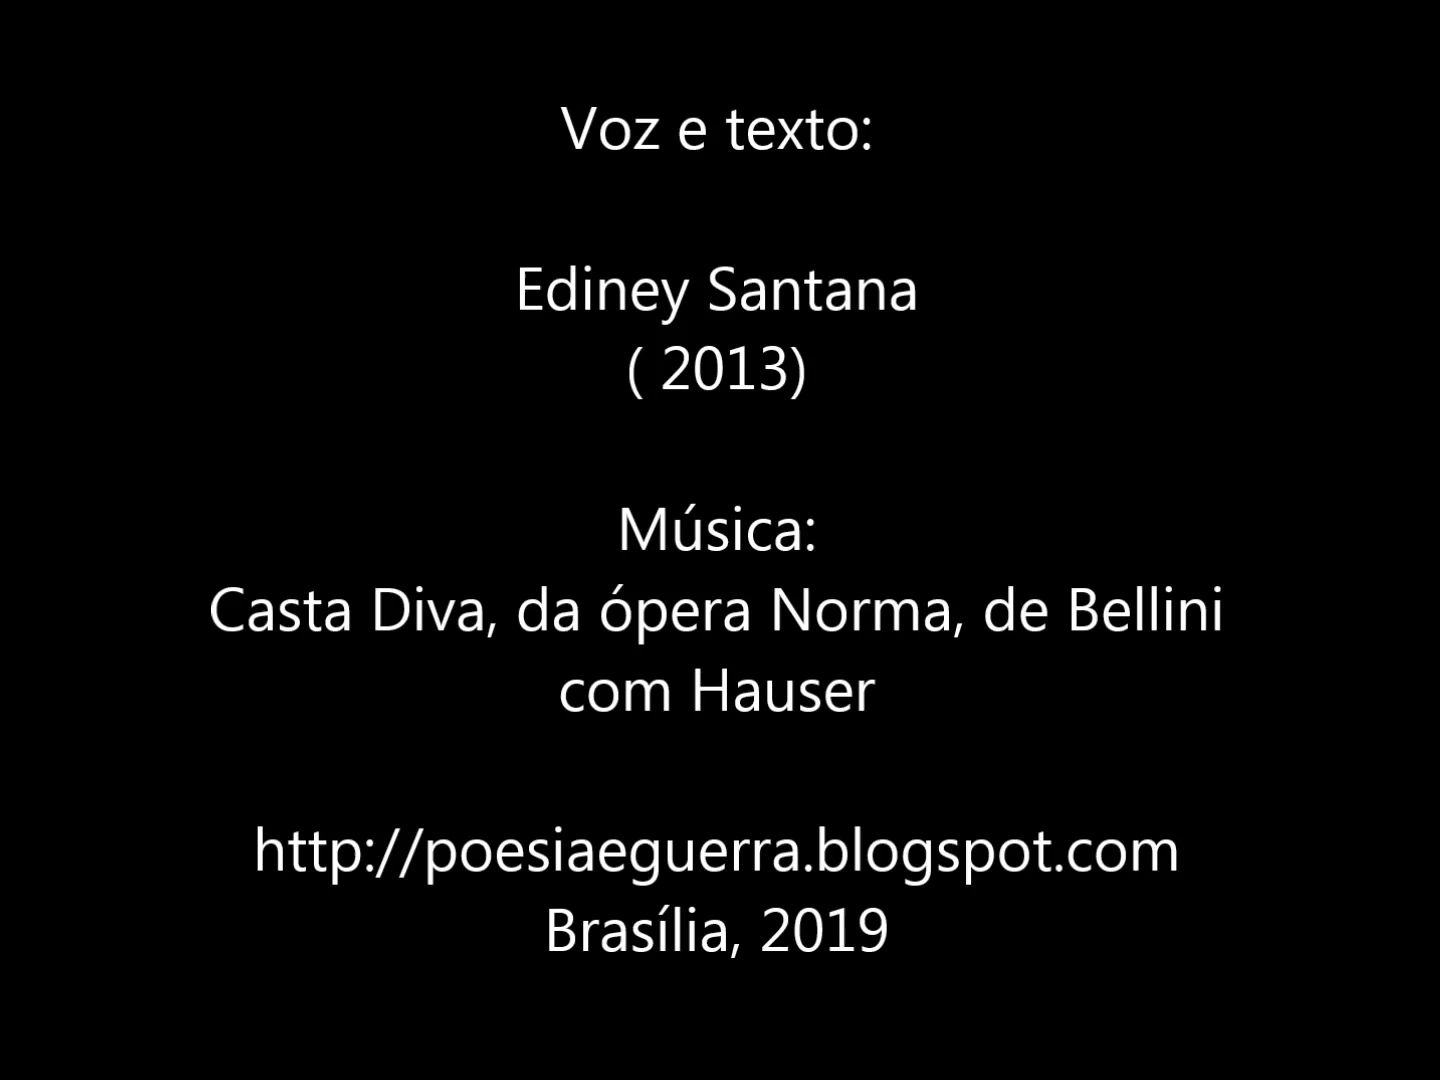 Voz e texto:
Ediney Santana
( 2013)
Música:
Casta Diva, da ópera Norma, de Bellini
com Hauser
http://poesiaeguerra.blogspot.com
Brasília, 2019